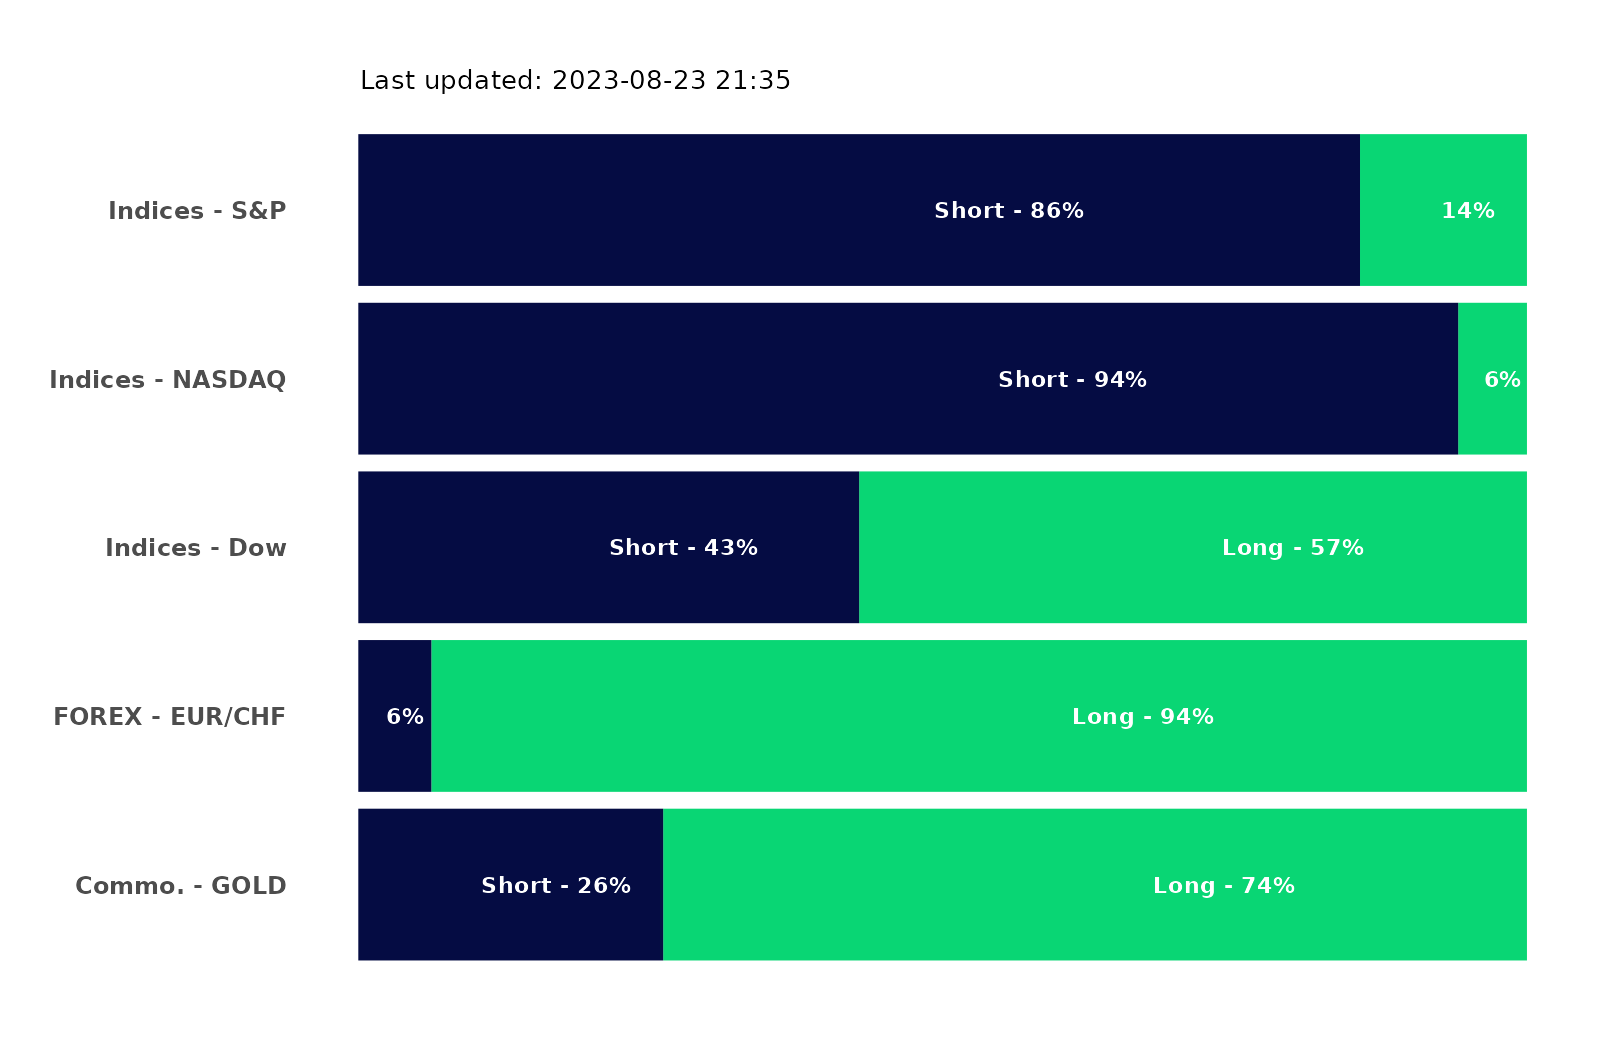 Last updated: 2023-08-23 21:35
Indices - S&P Short - 86% 14%
Indices - NASDAQ Short - 94% 6%
Indices - Dow Short - 43% Long - 57%
FOREX - EUR/CHF 6% Long - 94%
Commo. - GOLD Short - 26% Long - 74%